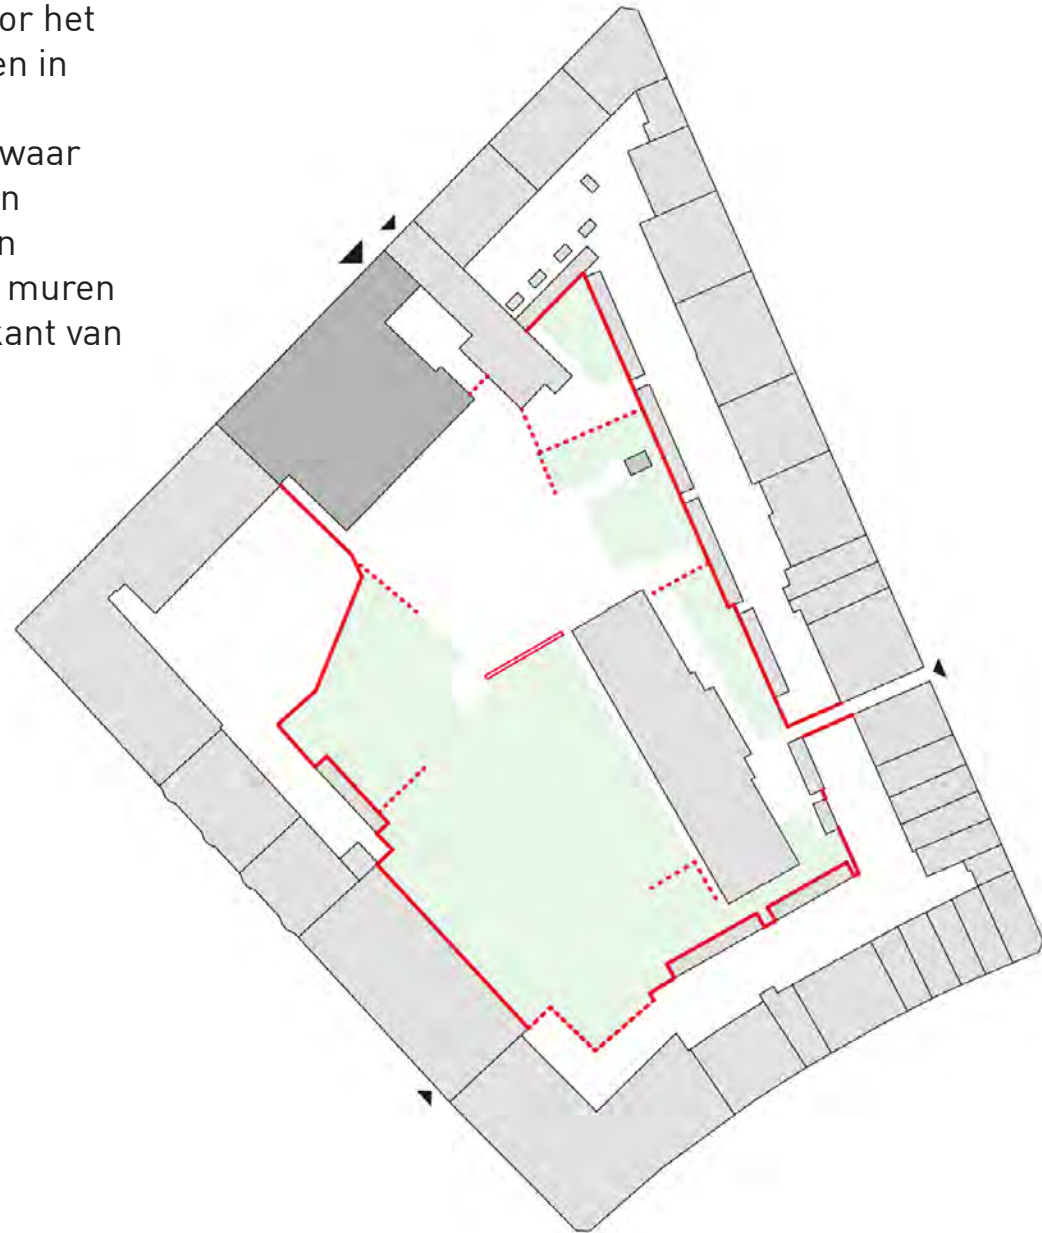 or het
en in
waar
n
n
muren
kant van